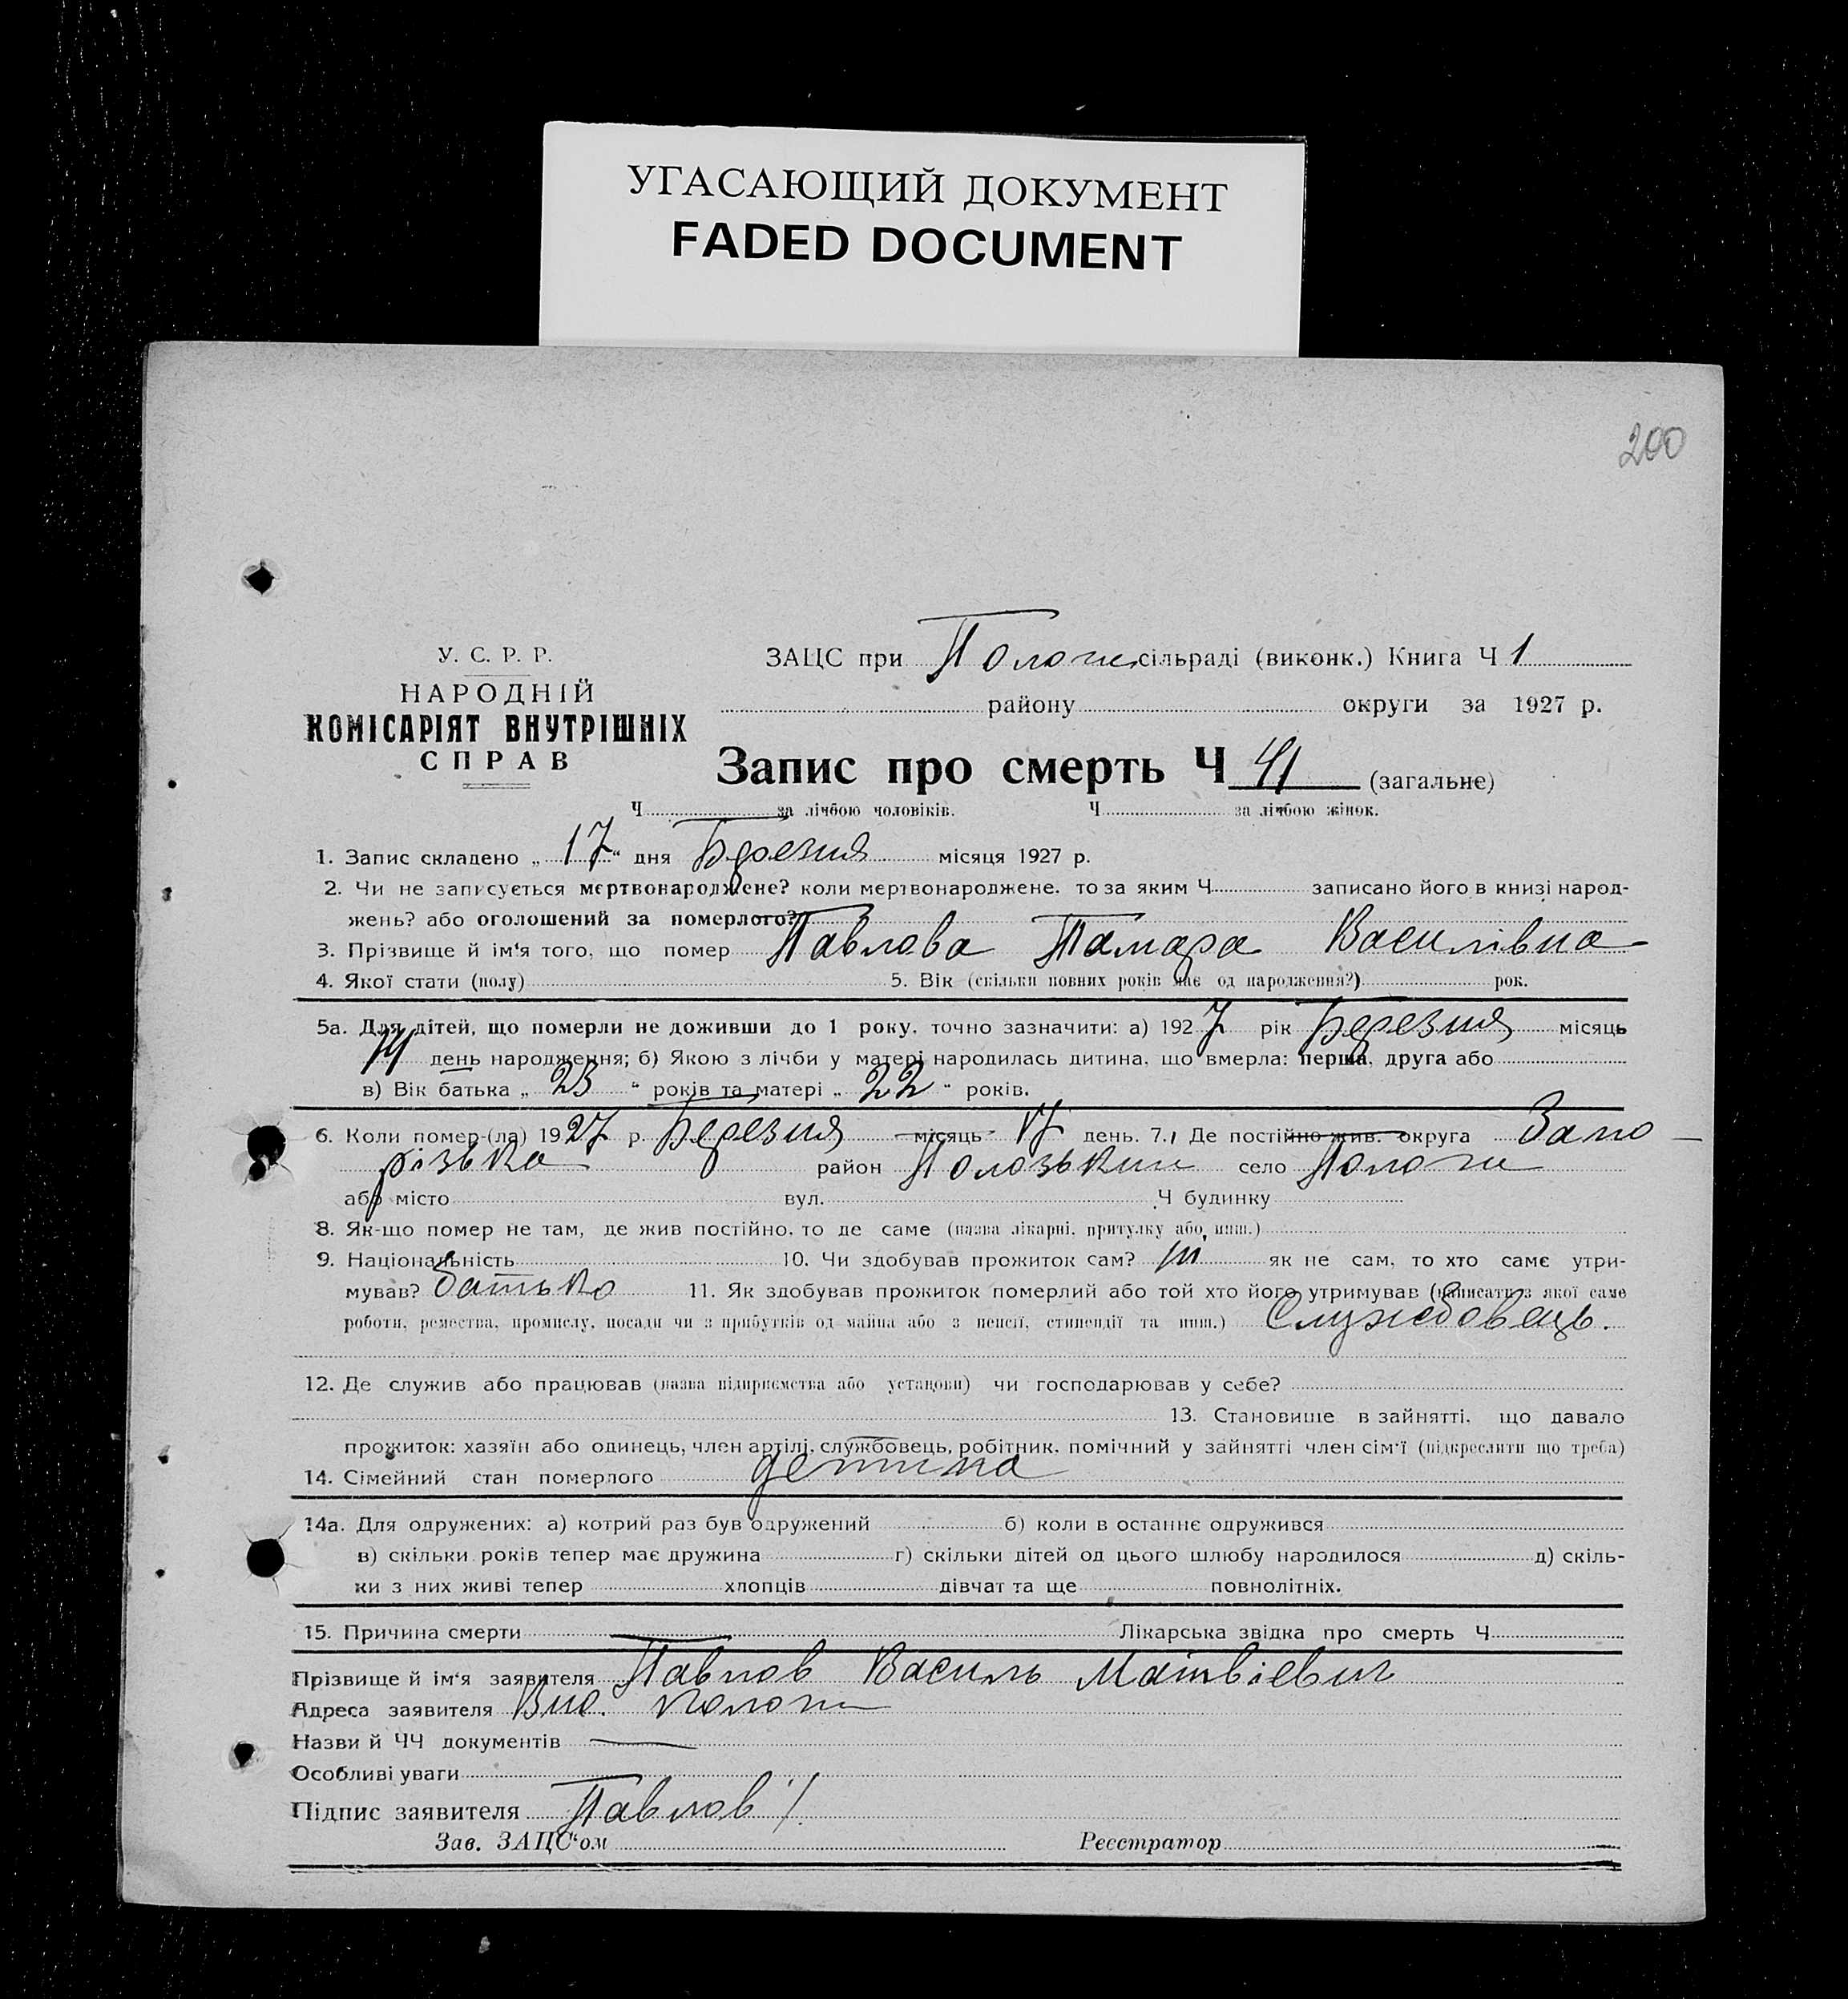 УГАСАЮЩИЙ ДОКУМЕНТ
FADED DOCUMENT
200
У. С. Р. Р.
НАРОДНІЙ
КОМІСАРІЯТ ВНУТРІШНІХ
СПРАВ
ЗАЦС при Пологи сільраді (виконк.) Книга Ч 1
району округи за 1927 р.
Запис про смерть Ч 41 (загальне)
Ч за лічбою чоловіків. Ч за лічбою жінок.
1. Запис складено „ 17 “ дня Березня місяця 1927 р.
2. Чи не записується мертвонароджене? коли мертвонароджене, то за яким Ч записано його в книзі народ-
жень? або оголошений за померлого?
3. Прізвище й ім‘я того, що помер Павлова Тамара Василівна
4. Якої стати (полу) 5. Вік (скільки повних років має од народження?) рок.
5а. Для дітей, що померли не доживши до 1 року, точно зазначити: а) 1927 рік Березня місяць
14 день народження; б) Якою з лічби у матері народилась дитина, що вмерла: перша, друга або
в) Вік батька „ 23 “ років та матері „ 22 “ років.
6. Коли помер-(ла) 1927 р. Березня місяць 17 день. 7. Де постійно жив. округа Запо-
різька район Полозький село Пологи
або місто вул. Ч будинку
8. Як-що помер не там, де жив постійно, то де саме (назва лікарні, притулку або инш.)
9. Національність 10. Чи здобував прожиток сам? ні як не сам, то хто саме утри-
мував? батько 11. Як здобував прожиток померлий або той хто його утримував (написати з якої саме
роботи, ремества, промислу, посади чи з прибутків од майна або з пенсії, стипендії та инш.) Службовець.
12. Де служив або працював (назва підприємства або установи) чи господарював у себе?
13. Становище в зайнятті, що давало
прожиток: хазяїн або одинець, член артілі, службовець, робітник, помічний у зайнятті член сім‘ї (підкреслити що треба)
14. Сімейний стан померлого детина
14а. Для одружених: а) котрий раз був одружений б) коли в останнє одружився
в) скільки років тепер має дружина г) скільки дітей од цього шлюбу народилося д) скіль-
ки з них живі тепер хлопців дівчат та ще повнолітніх.
15. Причина смерти Лікарська звідка про смерть Ч
Прізвище й ім‘я заявителя Павлов Василь Матвієвич
Адреса заявителя Пологи
Назви й ЧЧ документів
Особливі уваги
Підпис заявителя Павлов
Зав. ЗАЦС‘ом Реєстратор